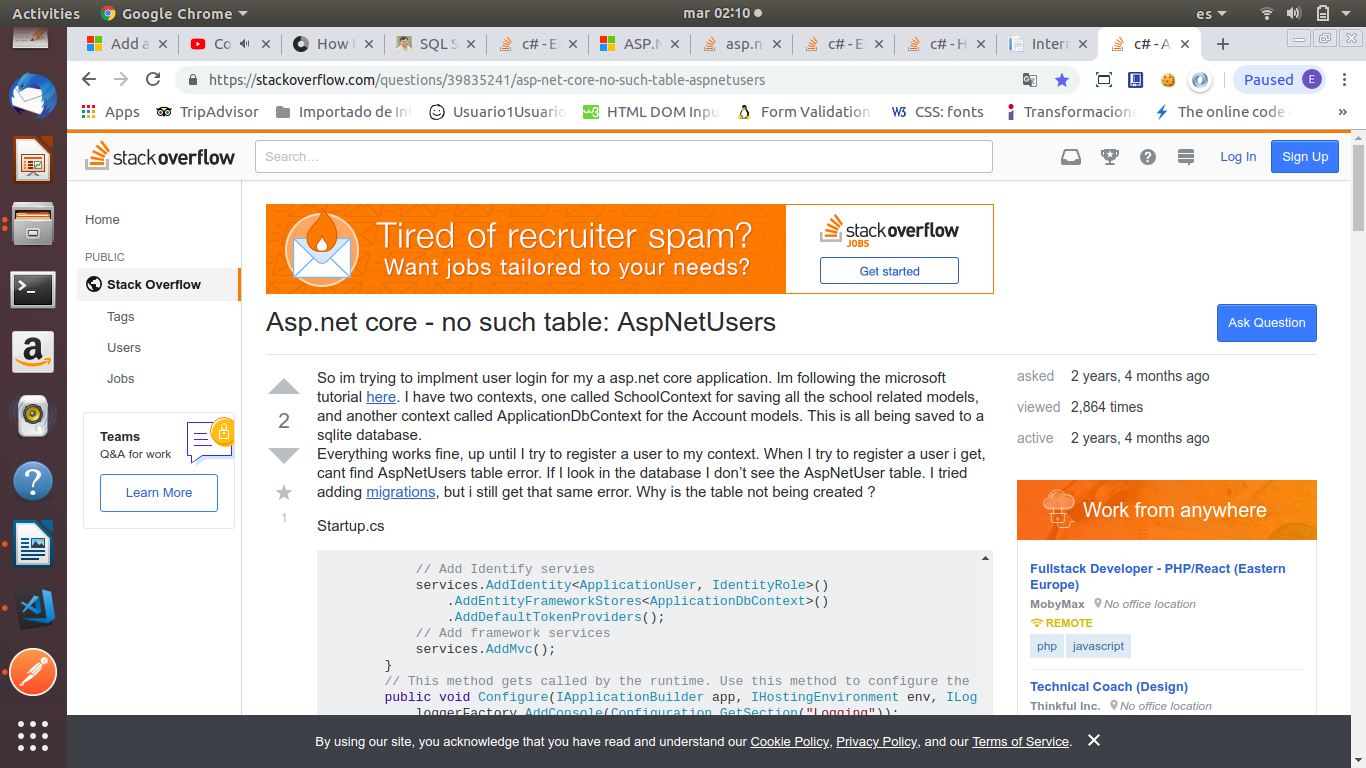 Activities
Google Chrome
mar 02:10
es
Add a
Co
How
SQL S
c# - E
ASP.N
asp.n
c# - E
c# - H
Interr
c# - A
https://stackoverflow.com/questions/39835241/asp-net-core-no-such-table-aspnetusers
Paused
E
Apps
TripAdvisor
Importado de In
Usuario1Usuario
HTML DOM Inpu
Form Validation
W3 CSS: fonts
Transformacione
The online code
»
stackoverflow
Search…
Log In
Sign Up
Home
PUBLIC
Stack Overflow
Tags
Users
Jobs
Teams
Q&A for work
Learn More
Tired of recruiter spam?
Want jobs tailored to your needs?
stackoverflow
JOBS
Get started
Asp.net core - no such table: AspNetUsers
Ask Question
2
1
So im trying to implment user login for my a asp.net core application. Im following the microsoft
tutorial here. I have two contexts, one called SchoolContext for saving all the school related models,
and another context called ApplicationDbContext for the Account models. This is all being saved to a
sqlite database.
Everything works fine, up until I try to register a user to my context. When I try to register a user i get,
cant find AspNetUsers table error. If I look in the database I don’t see the AspNetUser table. I tried
adding migrations, but i still get that same error. Why is the table not being created ?
Startup.cs
// Add Identify servies
services.AddIdentity<ApplicationUser, IdentityRole>()
.AddEntityFrameworkStores<ApplicationDbContext>()
.AddDefaultTokenProviders();
// Add framework services
services.AddMvc();
}
// This method gets called by the runtime. Use this method to configure the
public void Configure(IApplicationBuilder app, IHostingEnvironment env, ILog
loggerFactory.AddConsole(Configuration.GetSection("Logging"));
asked 2 years, 4 months ago
viewed 2,864 times
active 2 years, 4 months ago
Work from anywhere
Fullstack Developer - PHP/React (Eastern
Europe)
MobyMax No office location
REMOTE
php javascript
Technical Coach (Design)
Thinkful Inc. No office location
By using our site, you acknowledge that you have read and understand our Cookie Policy, Privacy Policy, and our Terms of Service.